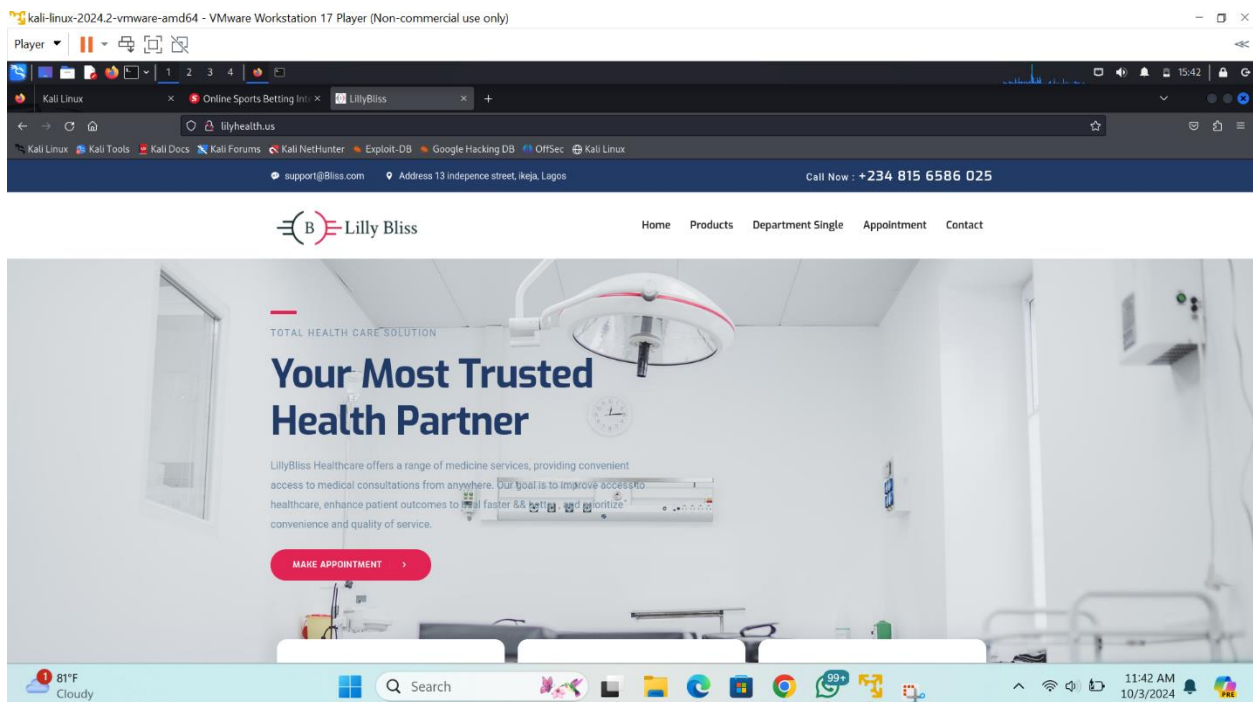 kali-linux-2024.2-vmware-amd64 - VMware Workstation 17 Player (Non-commercial use only)
Player
1 2 3 4
15:42
Kali Linux
Online Sports Betting Int
LillyBliss
lilyhealth.us
Kali Linux Kali Tools Kali Docs Kali Forums Kali NetHunter Exploit-DB Google Hacking DB OffSec Kali Linux
support@Bliss.com Address 13 indepence street, ikeja, Lagos Call Now : +234 815 6586 025
B Lilly Bliss Home Products Department Single Appointment Contact
TOTAL HEALTH CARE SOLUTION
Your Most Trusted
Health Partner
LillyBliss Healthcare offers a range of medicine services, providing convenient
access to medical consultations from anywhere. Our goal is to improve access to
healthcare, enhance patient outcomes to heal faster && better , and prioritize
convenience and quality of service.
MAKE APPOINTMENT
1 81°F
Cloudy
Search
99+
PRE
11:42 AM
10/3/2024